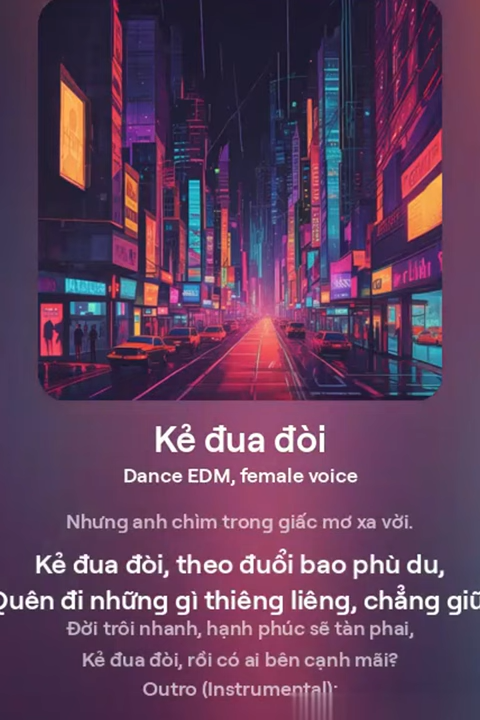 Kẻ đua đòi
Dance EDM, female voice
Nhưng anh chìm trong giấc mơ xa vời.
Kẻ đua đòi, theo đuổi bao phù du,
Quên đi những gì thiêng liêng, chẳng giữ
Đời trôi nhanh, hạnh phúc sẽ tàn phai,
Kẻ đua đòi, rồi có ai bên cạnh mãi?
Outro (Instrumental):